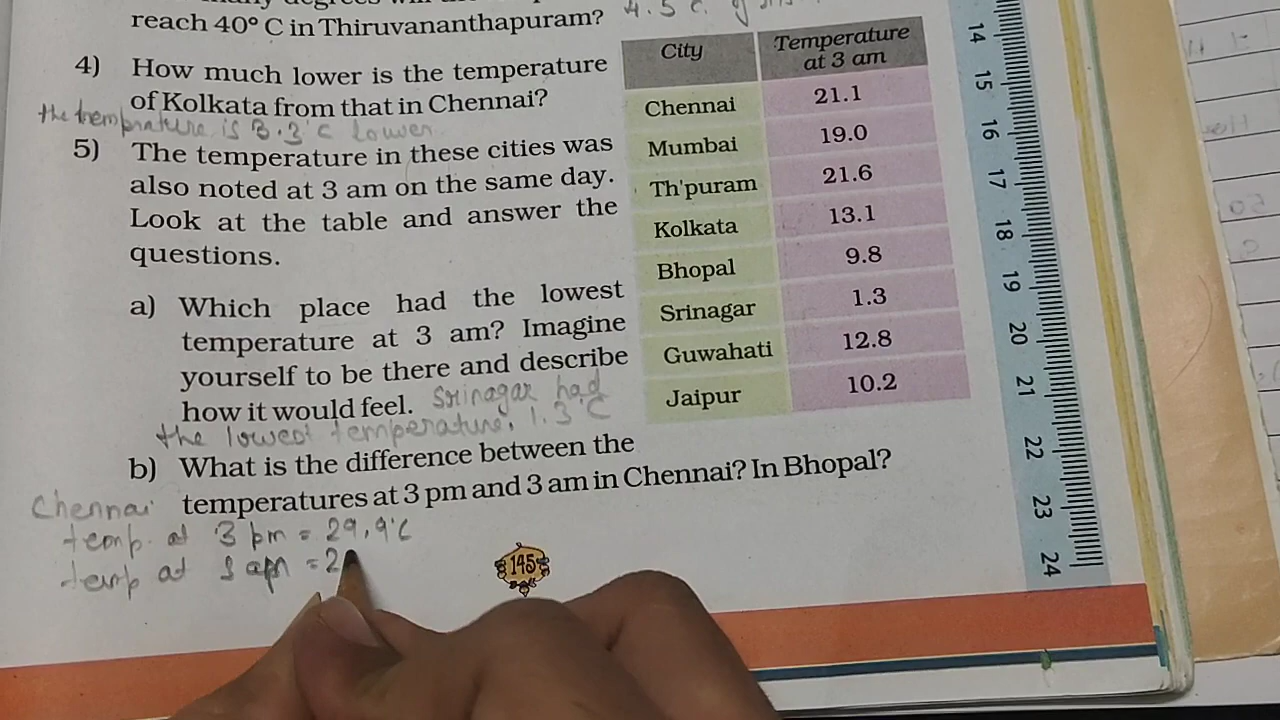 reach 40° C in Thiruvananthapuram? 4.5 c.
4) How much lower is the temperature
of Kolkata from that in Chennai?
the temprature is 3.3°c lower
5) The temperature in these cities was
also noted at 3 am on the same day.
Look at the table and answer the
questions.
a) Which place had the lowest
temperature at 3 am? Imagine
yourself to be there and describe
how it would feel. Srinagar had
the lowest temperature. 1.3°C
b) What is the difference between the
temperatures at 3 pm and 3 am in Chennai? In Bhopal?
Chennai
temp. at 3 pm = 29.9°C
temp at 3 am = 2
145
City Temperature at 3 am
Chennai 21.1
Mumbai 19.0
Th'puram 21.6
Kolkata 13.1
Bhopal 9.8
Srinagar 1.3
Guwahati 12.8
Jaipur 10.2
14
15
16
17
18
19
20
21
22
23
24